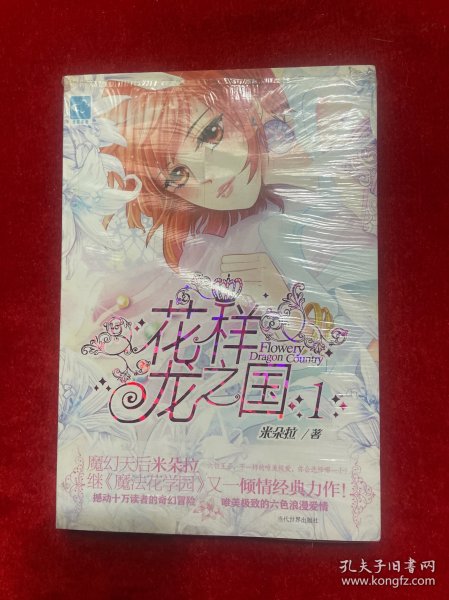 花样
Flowery
Dragon Country
龙之国 1
米朵拉 / 著
魔幻天后米朵拉
继《魔法花学园》又一倾情经典力作!
撼动十万读者的奇幻冒险 唯美极致的六色浪漫爱情
当代世界出版社
孔夫子旧书网
www.kongfz.com